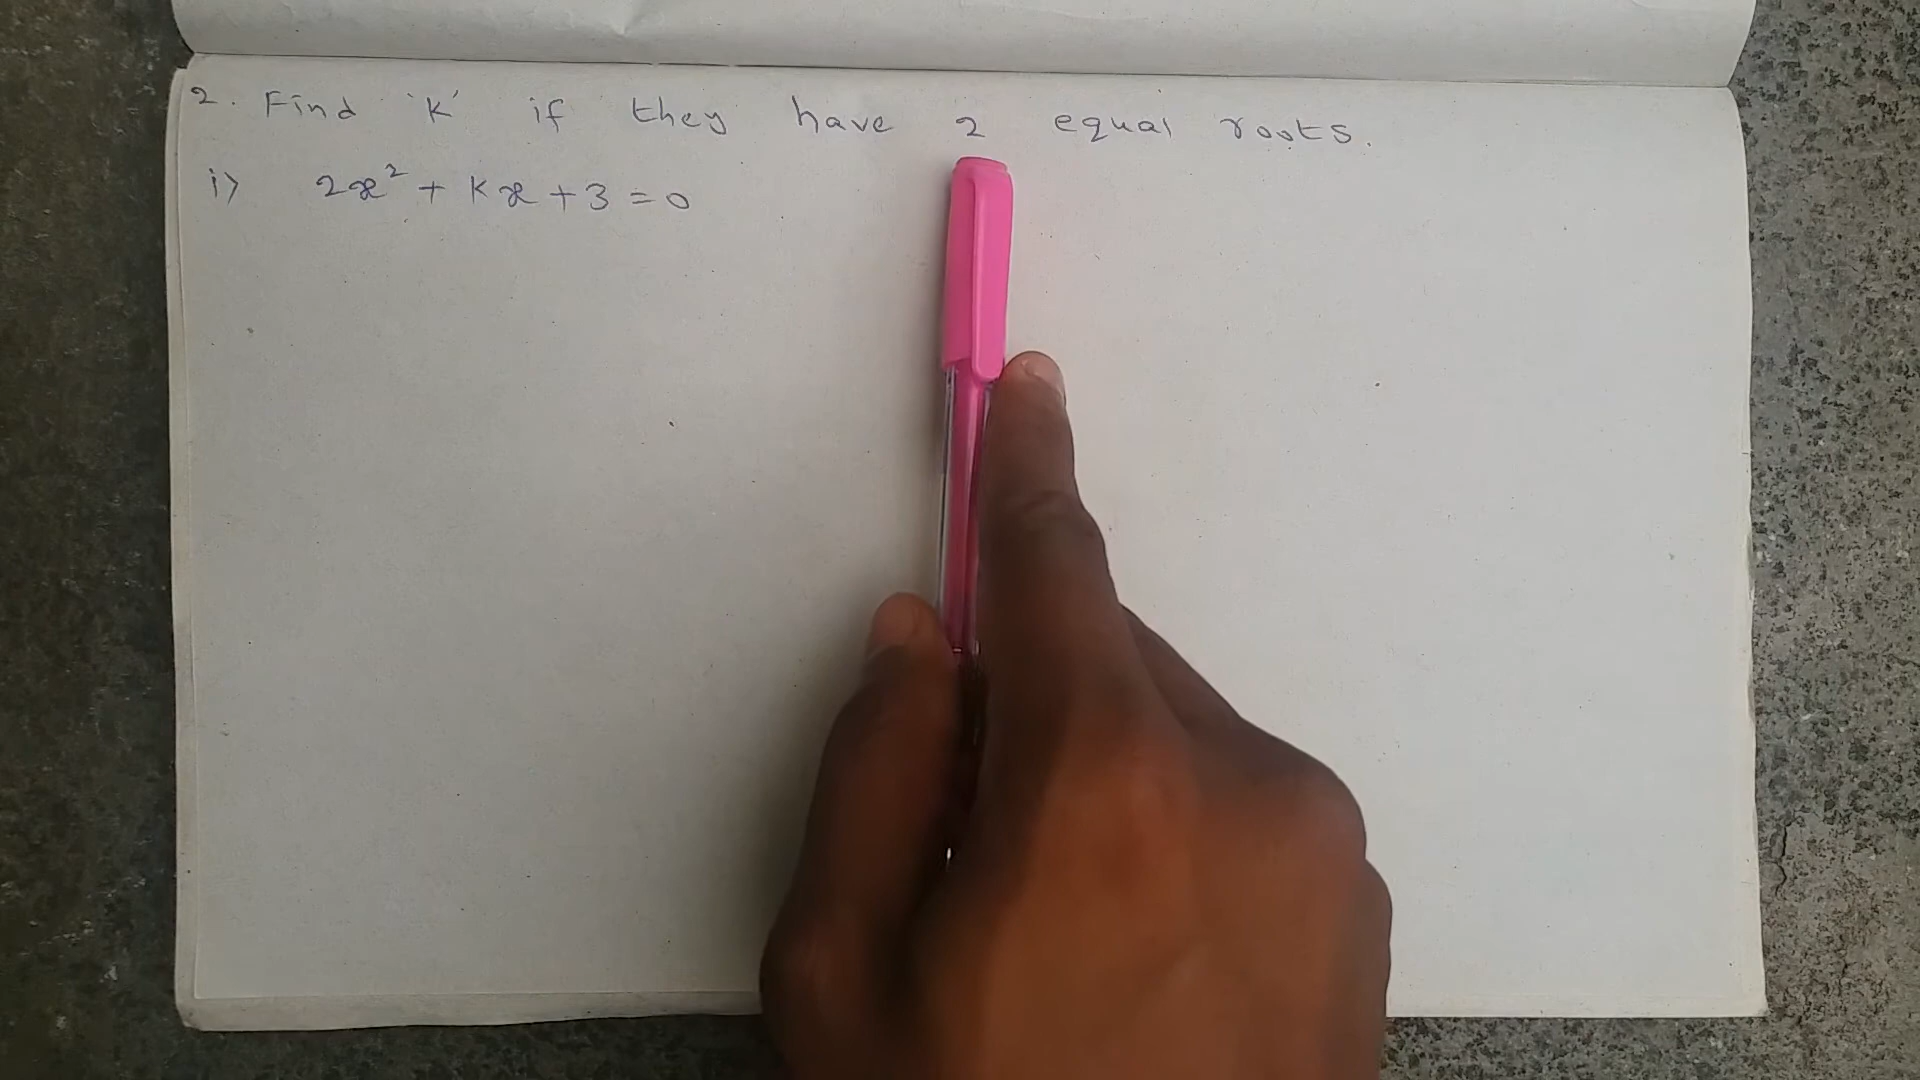 2. Find 'K' if they have 2 equal roots.
i) 2x² + Kx + 3 = 0